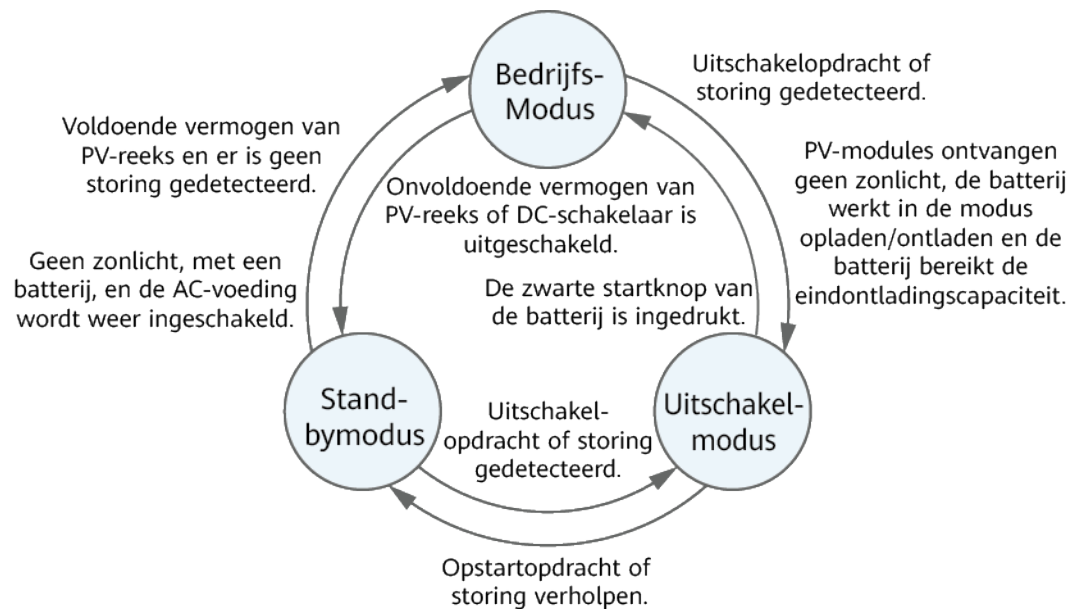 Bedrijfs-
Modus
Uitschakelopdracht of
storing gedetecteerd.
Voldoende vermogen van
PV-reeks en er is geen
storing gedetecteerd.
PV-modules ontvangen
geen zonlicht, de batterij
werkt in de modus
opladen/ontladen en de
batterij bereikt de
eindontladingscapaciteit.
Onvoldoende vermogen van
PV-reeks of DC-schakelaar is
uitgeschakeld.
Geen zonlicht, met een
batterij, en de AC-voeding
wordt weer ingeschakeld.
De zwarte startknop van
de batterij is ingedrukt.
Stand-
bymodus
Uitschakel-
opdracht of storing
gedetecteerd.
Uitschakel-
modus
Opstartopdracht of
storing verholpen.